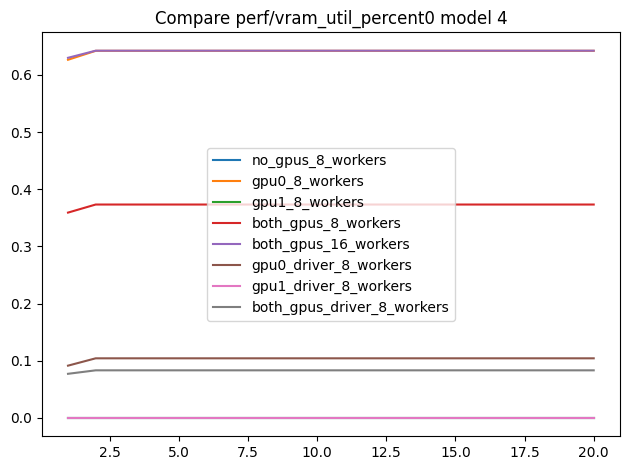 Compare perf/vram_util_percent0 model 4
0.6
0.5
0.4
0.3
0.2
0.1
0.0
no_gpus_8_workers
gpu0_8_workers
gpu1_8_workers
both_gpus_8_workers
both_gpus_16_workers
gpu0_driver_8_workers
gpu1_driver_8_workers
both_gpus_driver_8_workers
2.5 5.0 7.5 10.0 12.5 15.0 17.5 20.0